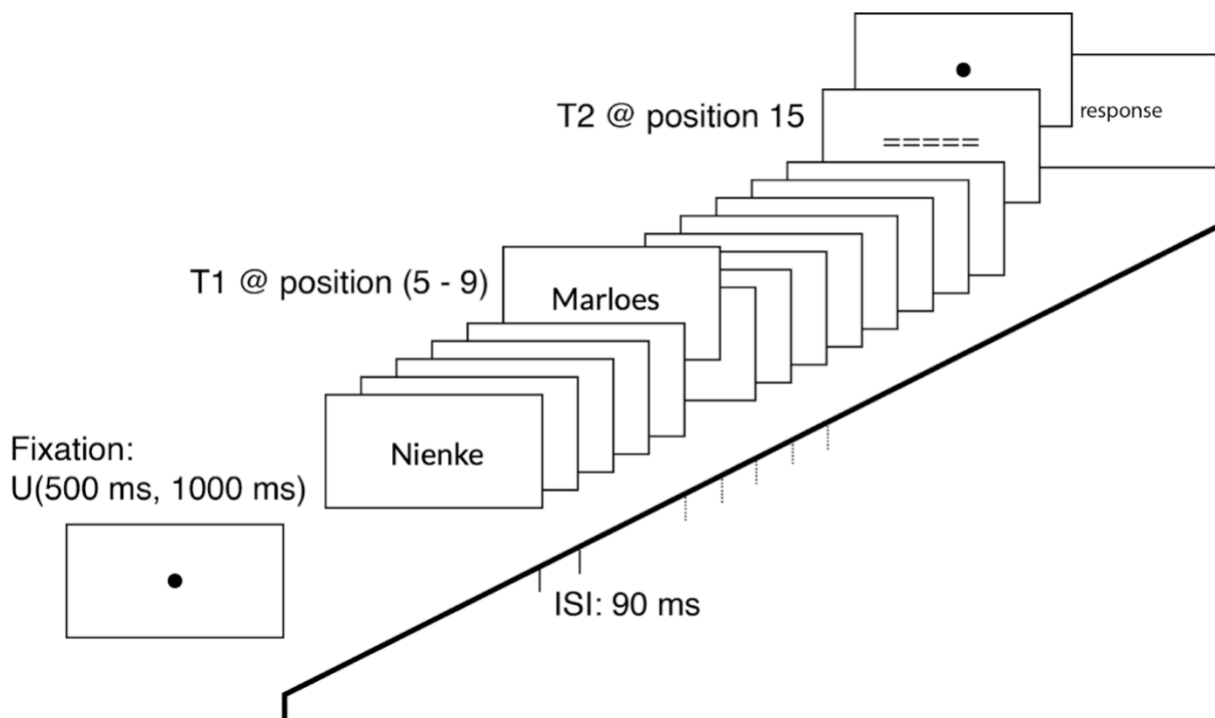 T2 @ position 15
response
=====
T1 @ position (5 - 9)
Marloes
Nienke
Fixation:
U(500 ms, 1000 ms)
ISI: 90 ms